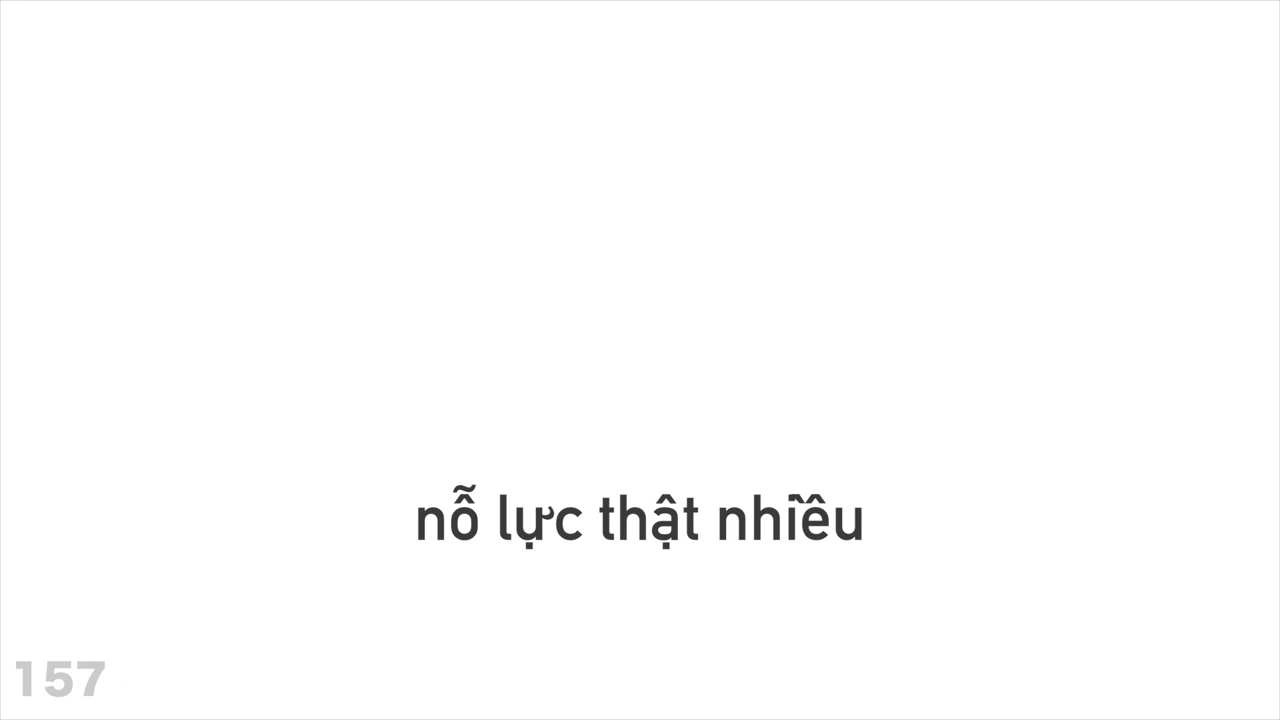 nỗ lực thật nhiều
157